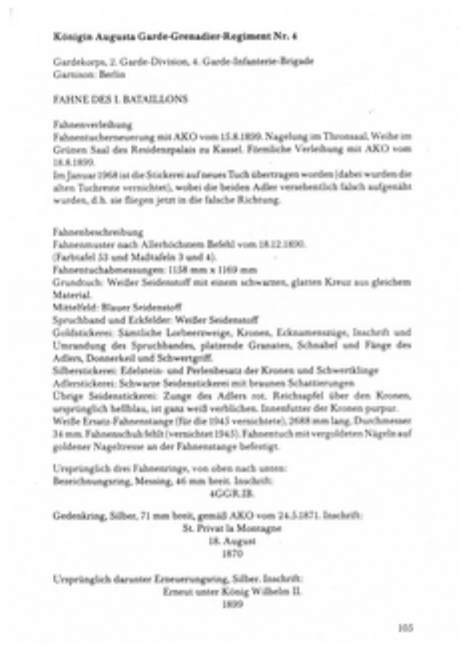 Königin Augusta Garde-Grenadier-Regiment Nr. 4
Gardekorps, 2. Garde-Division, 4. Garde-Infanterie-Brigade
Garnison: Berlin
FAHNE DES I. BATAILLONS
Fahnenverleihung
Fahnentucherneuerung mit AKO vom 15.8.1899. Nagelung im Thronsaal, Weihe im
Grünen Saal des Residenzpalais zu Kassel. Förmliche Verleihung mit AKO vom
18.8.1899.
Im Januar 1968 ist die Stickerei auf neues Tuch übertragen worden (dabei wurden die
alten Tuchreste vernichtet), wobei die beiden Adler versehentlich falsch aufgenäht
wurden, d.h. sie fliegen jetzt in die falsche Richtung.
Fahnenbeschreibung
Fahnenmuster nach Allerhöchstem Befehl vom 18.12.1890.
(Farbtafel 53 und Maßtafeln 3 und 4).
Fahnentuchabmessungen: 1158 mm x 1169 mm
Grundtuch: Weißer Seidenstoff mit einem schwarzen, glatten Kreuz aus gleichem
Material.
Mittelfeld: Blauer Seidenstoff
Spruchband und Eckfelder: Weißer Seidenstoff
Goldstickerei: Sämtliche Lorbeerzweige, Kronen, Ecknamenszüge, Inschrift und
Umrandung des Spruchbandes, platzende Granaten, Schnabel und Fänge des
Adlers, Donnerkeil und Schwertgriff.
Silberstickerei: Edelstein- und Perlenbesatz der Kronen und Schwertklinge
Adlerstickerei: Schwarze Seidenstickerei mit braunen Schattierungen
Übrige Seidenstickerei: Zunge des Adlers rot. Reichsapfel über den Kronen,
ursprünglich hellblau, ist ganz weiß verblichen. Innenfutter der Kronen purpur.
Weiße Ersatz-Fahnenstange (für die 1945 vernichtete), 2688 mm lang, Durchmesser
34 mm. Fahnenschuh fehlt (vernichtet 1945). Fahnentuch mit vergoldeten Nägeln auf
goldener Nageltresse an der Fahnenstange befestigt.
Ursprünglich drei Fahnenringe, von oben nach unten:
Bezeichnungsring, Messing, 46 mm breit. Inschrift:
4GGR.IB.
Gedenkring, Silber, 71 mm breit, gemäß AKO vom 24.5.1871. Inschrift:
St. Privat la Montagne
18. August
1870
Ursprünglich darunter Erneuerungsring, Silber. Inschrift:
Erneut unter König Wilhelm II.
1899
105